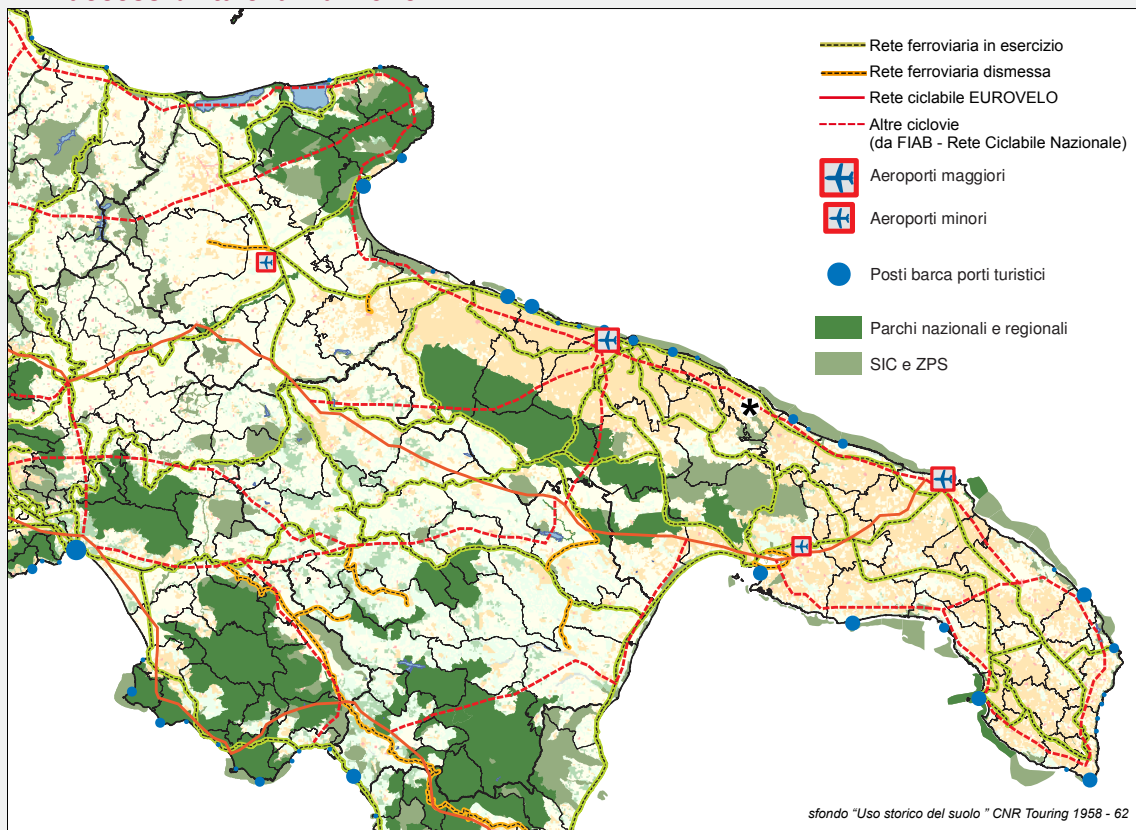 Rete ferroviaria in esercizio
Rete ferroviaria dismessa
Rete ciclabile EUROVELO
Altre ciclovie
(da FIAB - Rete Ciclabile Nazionale)
Aeroporti maggiori
Aeroporti minori
Posti barca porti turistici
Parchi nazionali e regionali
SIC e ZPS
*
sfondo “Uso storico del suolo ” CNR Touring 1958 - 62